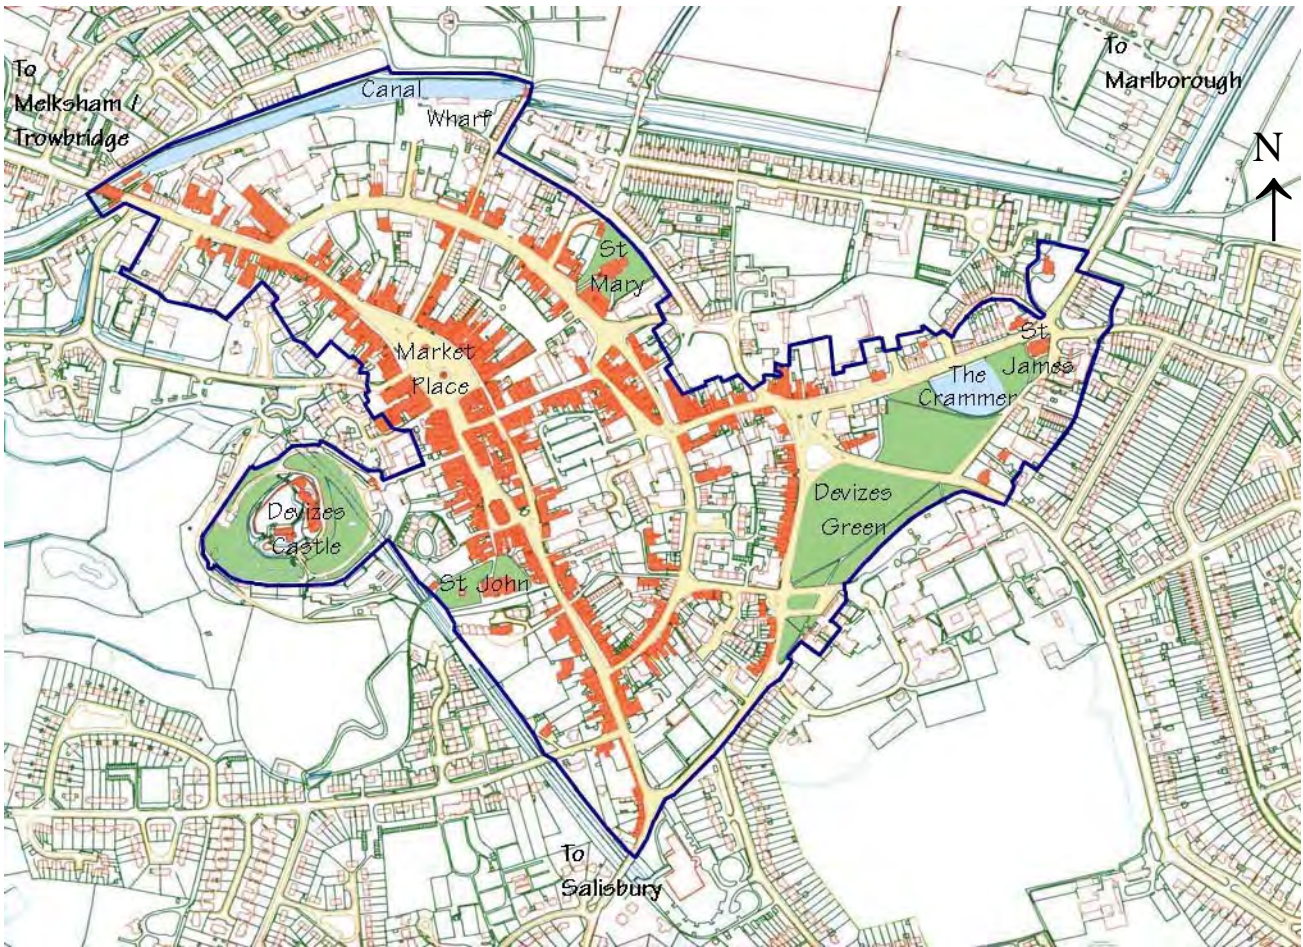 To
Melksham /
Trowbridge
Canal
Wharf
To
Marlborough
N
St
Mary
Market
Place
St
James
The
Crammer
Devizes
Green
Devizes
Castle
St John
To
Salisbury